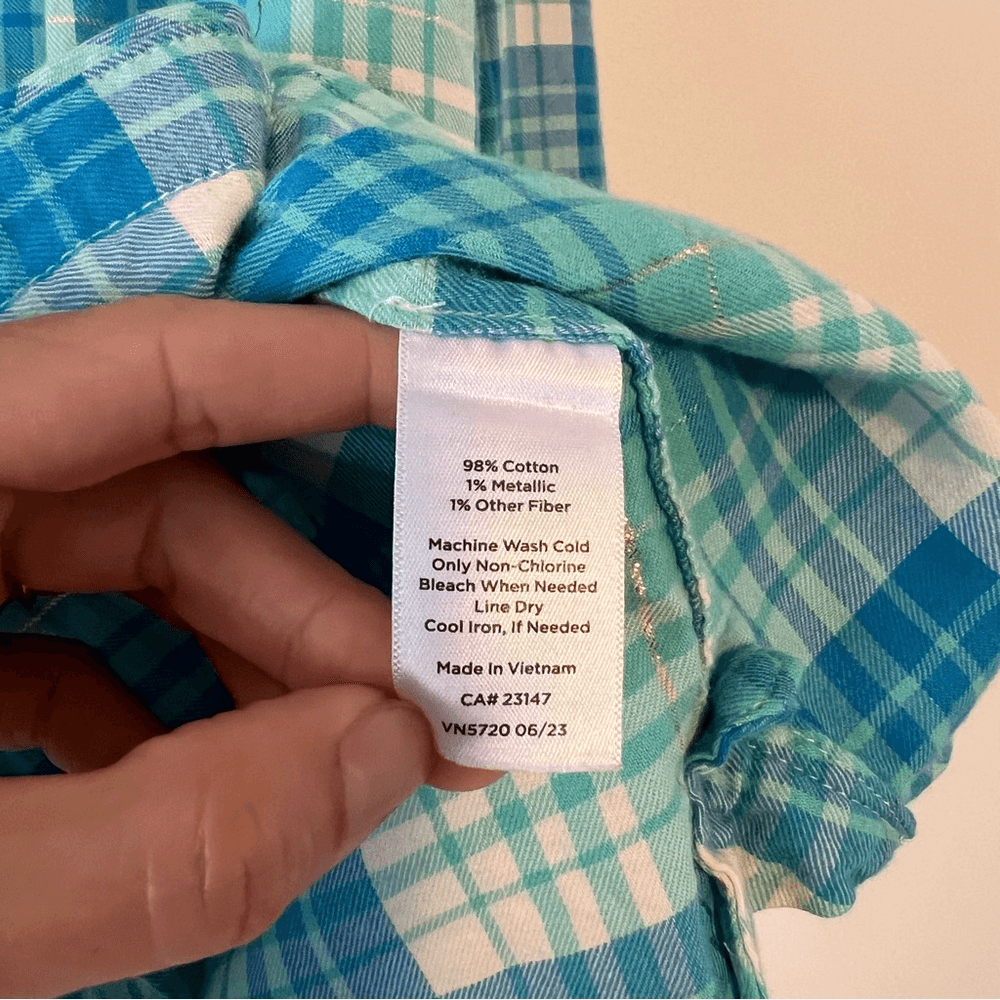 98% Cotton
1% Metallic
1% Other Fiber
Machine Wash Cold
Only Non-Chlorine
Bleach When Needed
Line Dry
Cool Iron, If Needed
Made In Vietnam
CA# 23147
VN5720 06/23